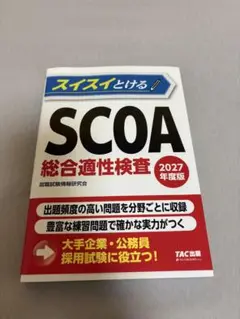 スイスイとける!
SCOA
総合適性検査
2027
年度版
就職試験情報研究会
出題頻度の高い問題を分野ごとに収録
豊富な練習問題で確かな実力がつく
大手企業・公務員
採用試験に役立つ!
TAC出版